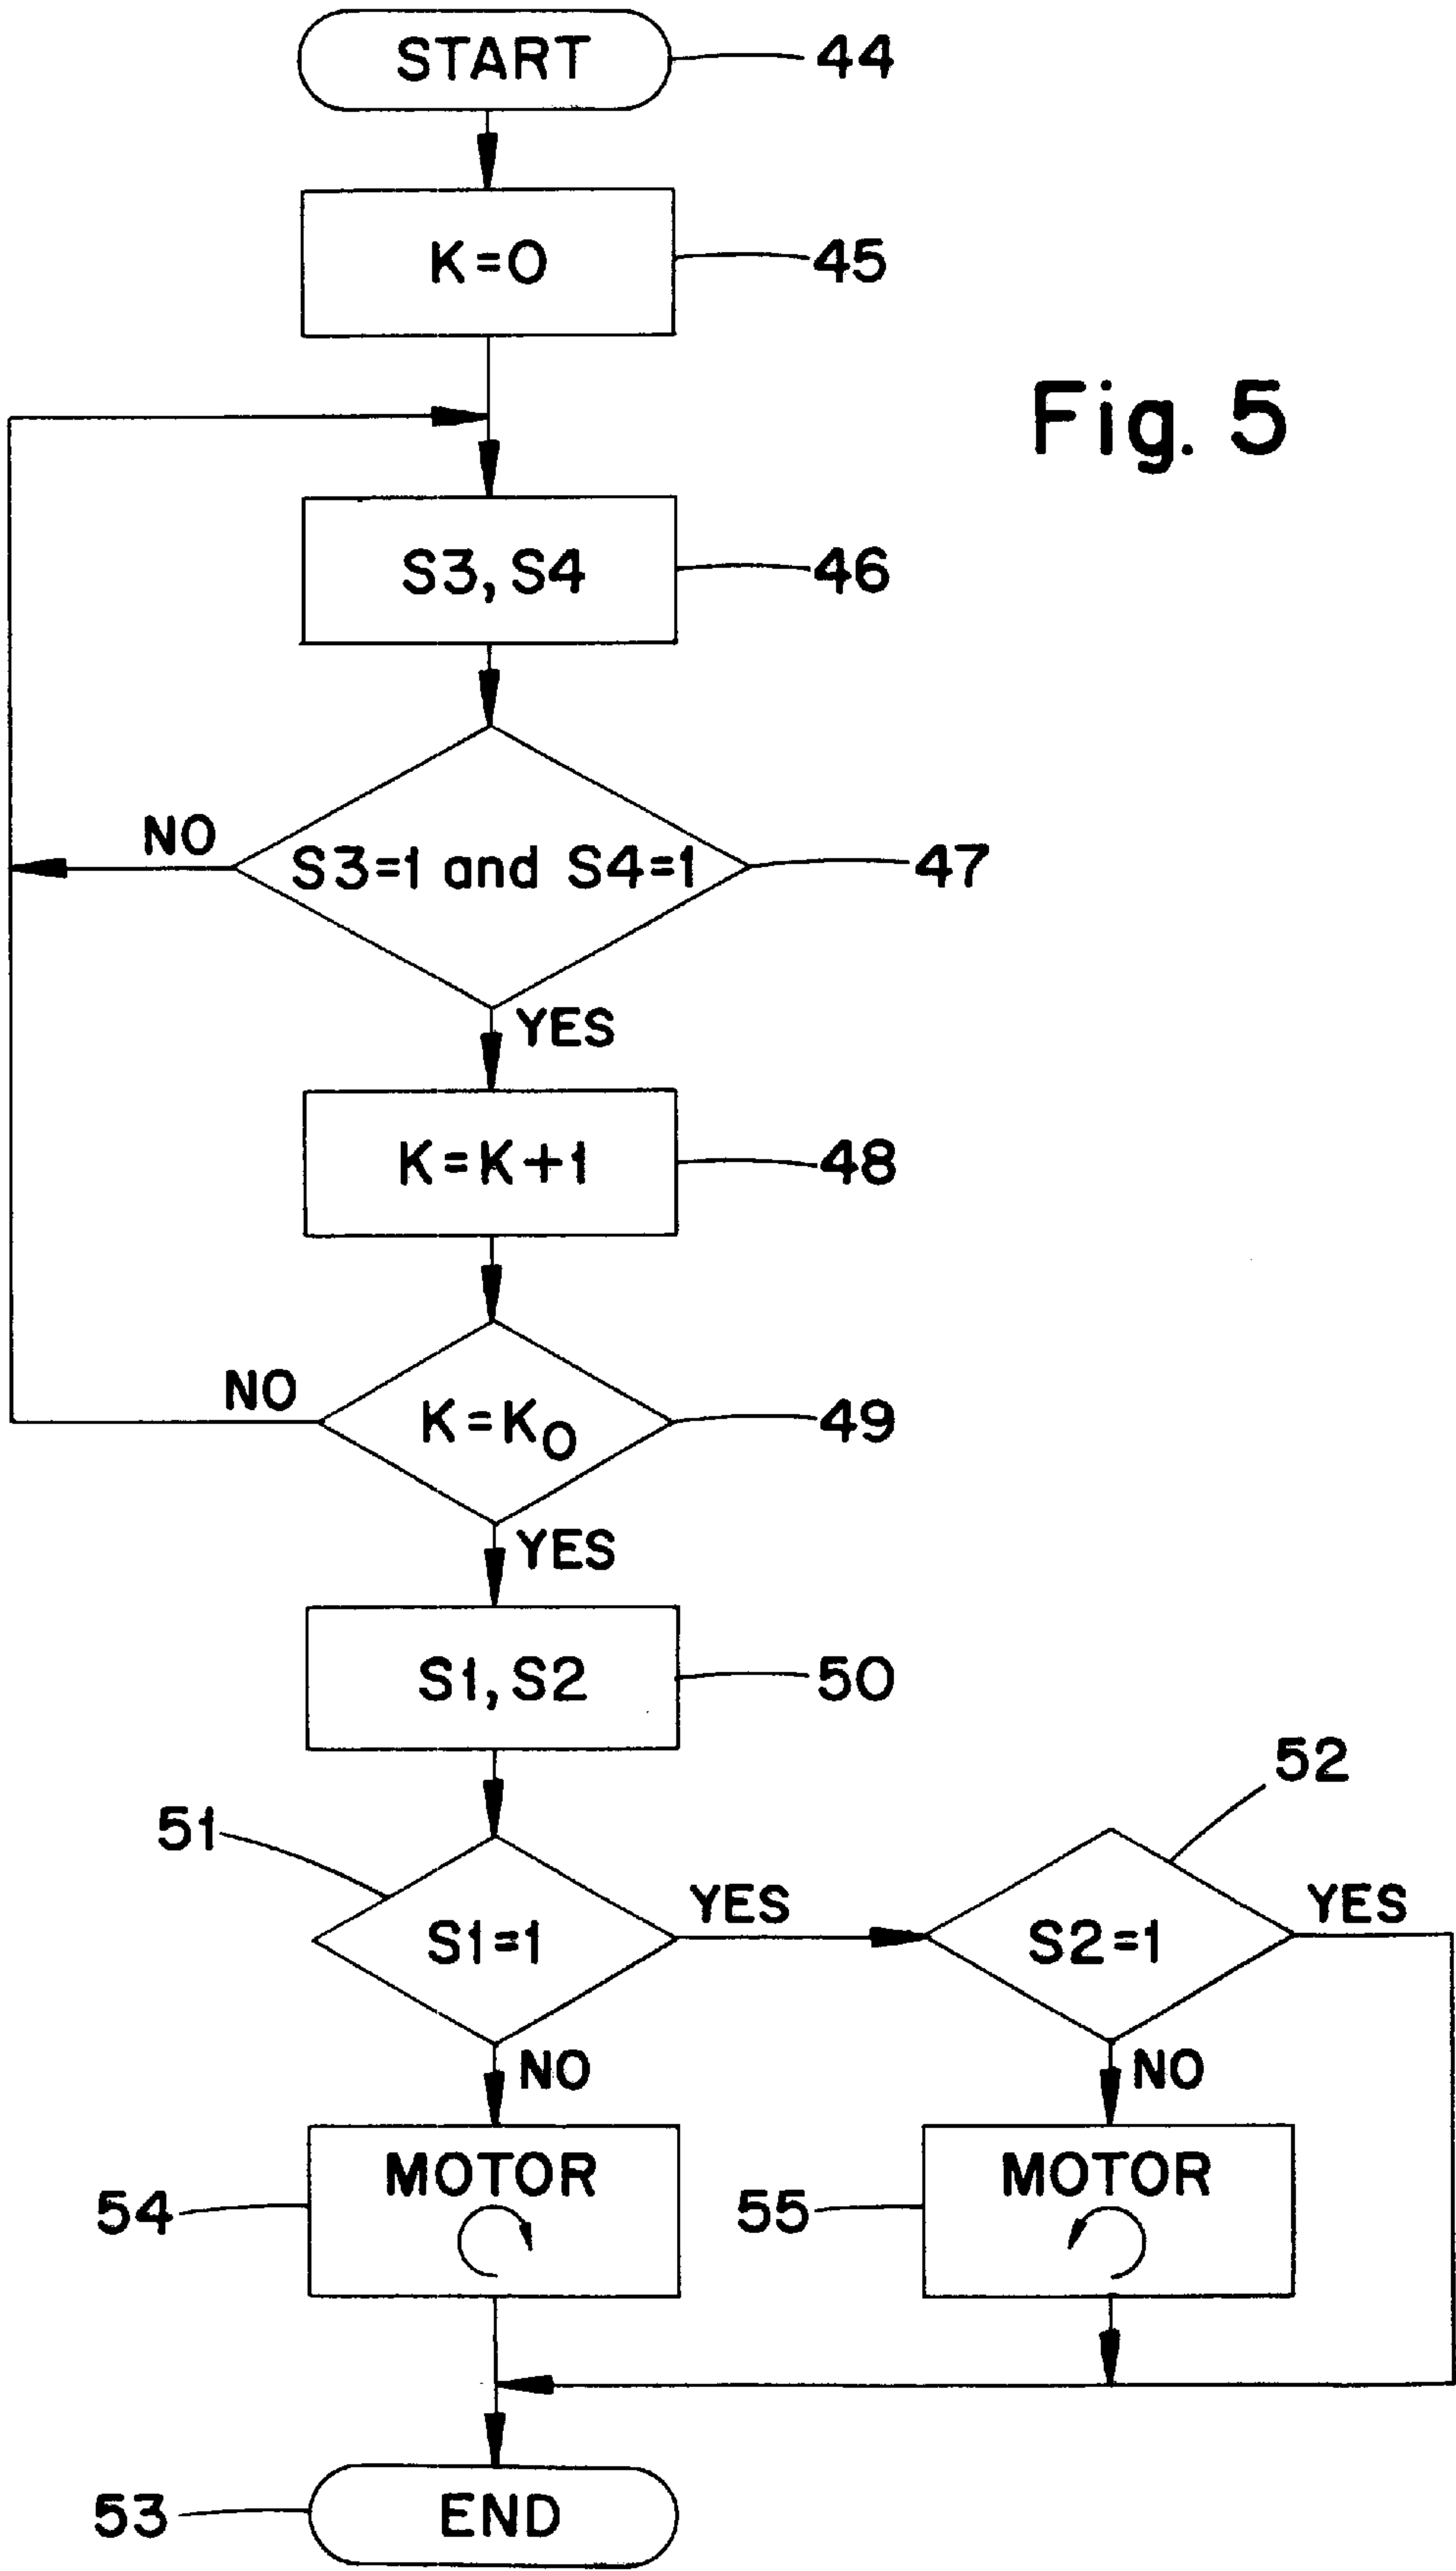 START 44
K=0 45
Fig. 5
S3, S4 46
NO
S3=1 and S4=1 47
YES
K=K+1 48
NO
K=K₀ 49
YES
S1, S2 50
52
51
YES
YES
S1=1
S2=1
NO
NO
MOTOR
MOTOR
54
55
53
END